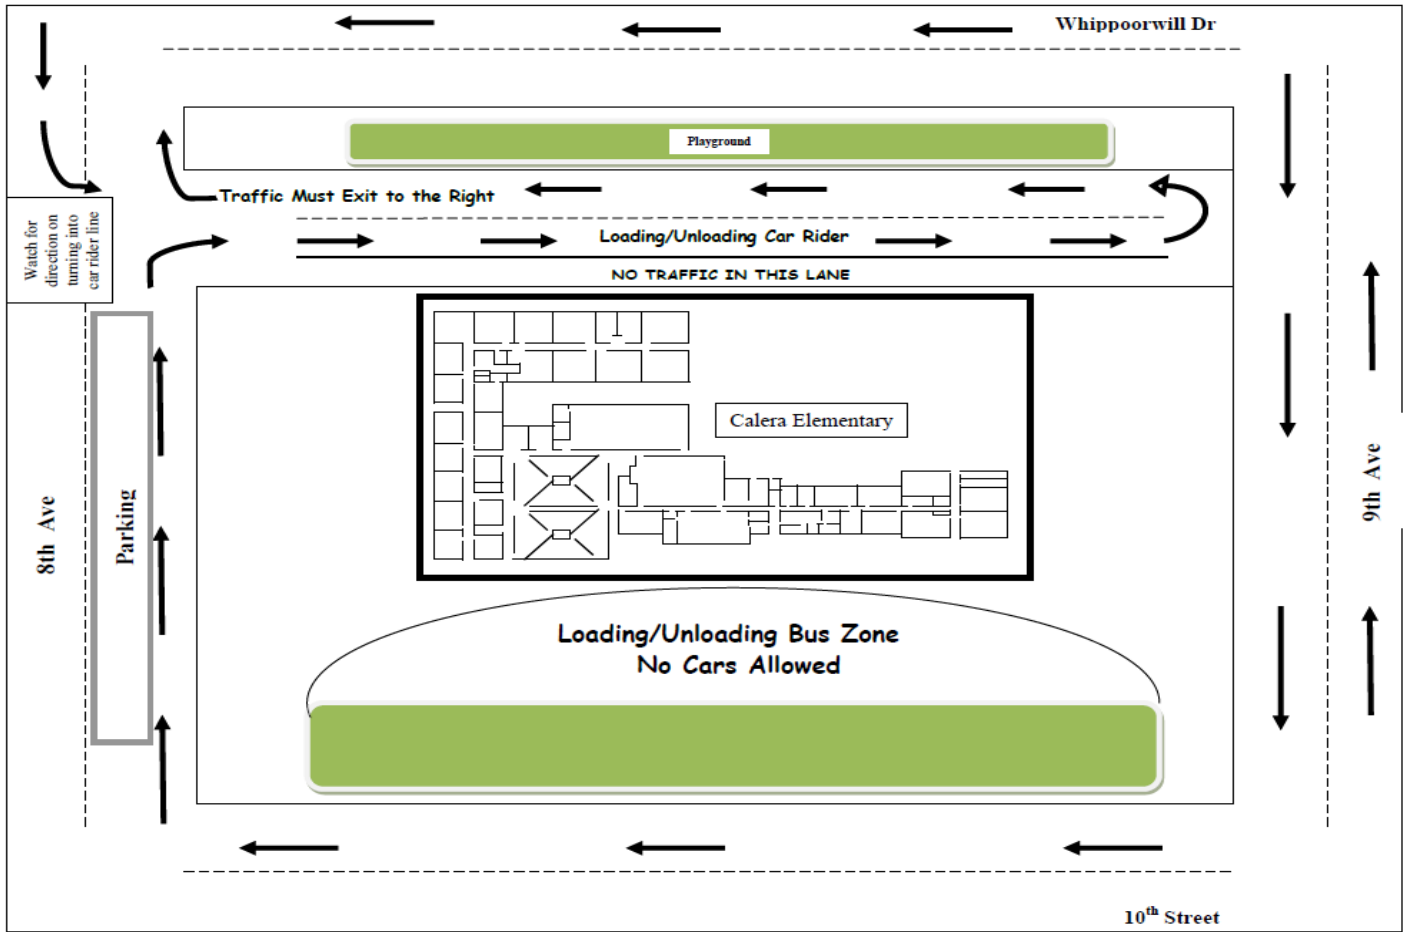 Whippoorwill Dr
Playground
Traffic Must Exit to the Right
Watch for
direction on
turning into
car rider line
Loading/Unloading Car Rider
NO TRAFFIC IN THIS LANE
Calera Elementary
8th Ave
Parking
9th Ave
Loading/Unloading Bus Zone
No Cars Allowed
10th Street